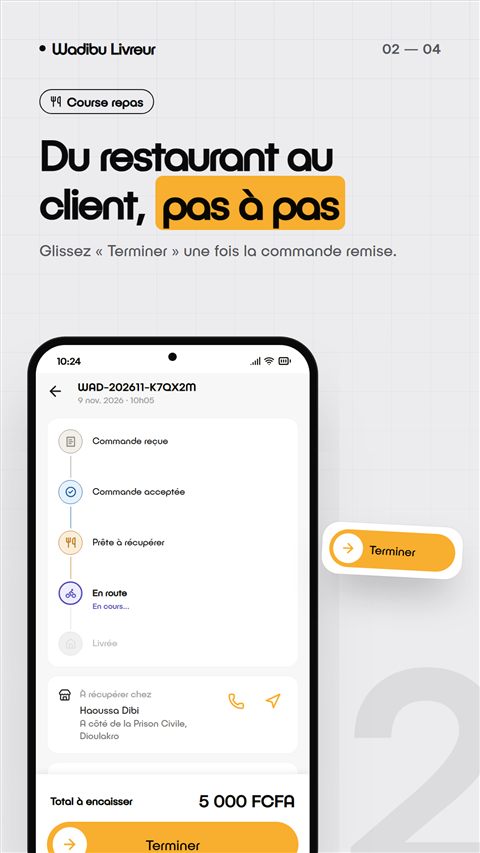 Wadibu Livreur
02 — 04
Course repas
Du restaurant au
client, pas à pas
Glissez « Terminer » une fois la commande remise.
10:24
WAD-202611-K7QX2M
9 nov. 2026 · 10h05
Commande reçue
Commande acceptée
Prête à récupérer
En route
En cours...
Livrée
Terminer
À récupérer chez
Haoussa Dibi
A côté de la Prison Civile,
Dioulakro
2
Total à encaisser
5 000 FCFA
Terminer